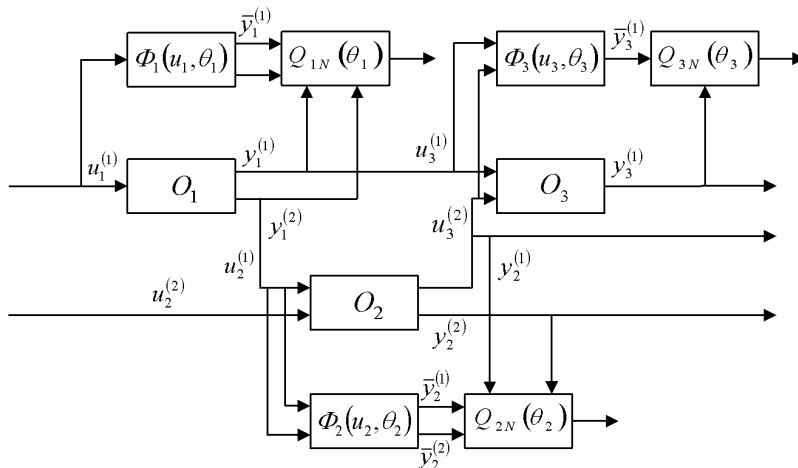 ȳ₁⁽¹⁾
Φ₁(u₁,θ₁)
Q₁N(θ₁)
Φ₃(u₃,θ₃)
ȳ₃⁽¹⁾
Q₃N(θ₃)
u₁⁽¹⁾
O₁
y₁⁽¹⁾
u₃⁽¹⁾
O₃
y₃⁽¹⁾
y₁⁽²⁾
u₃⁽²⁾
u₂⁽¹⁾
y₂⁽¹⁾
u₂⁽²⁾
O₂
y₂⁽²⁾
ȳ₂⁽¹⁾
Φ₂(u₂,θ₂)
Q₂N(θ₂)
ȳ₂⁽²⁾